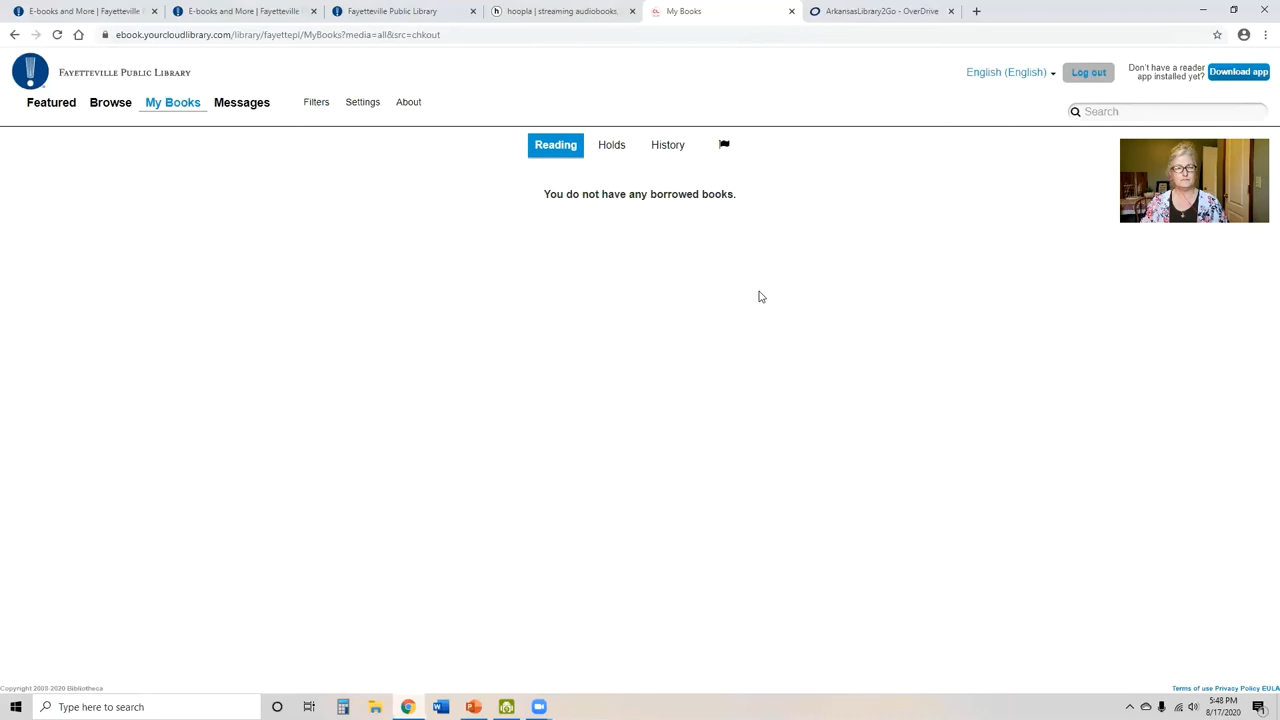 E-books and More | Fayetteville
E-books and More | Fayetteville
Fayetteville Public Library
hoopla | streaming audiobooks,
My Books
ArkansasLibrary2Go - OverDrive
ebook.yourcloudlibrary.com/library/fayettepl/MyBooks?media=all&src=chkout
Fayetteville Public Library
English (English)
Log out
Don't have a reader
app installed yet?
Download app
Featured
Browse
My Books
Messages
Filters
Settings
About
Search
Reading
Holds
History
You do not have any borrowed books.
Copyright 2008-2020 Bibliotheca
Terms of use Privacy Policy EULA
Type here to search
5:48 PM
8/17/2020